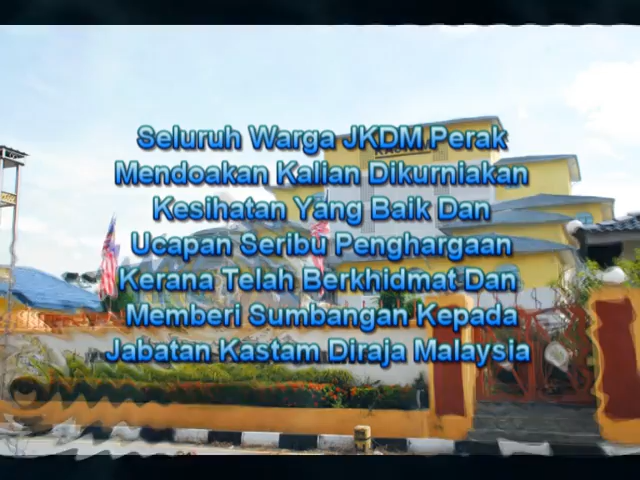 Seluruh Warga JKDM Perak
Mendoakan Kalian Dikurniakan
Kesihatan Yang Baik Dan
Ucapan Seribu Penghargaan
Kerana Telah Berkhidmat Dan
Memberi Sumbangan Kepada
Jabatan Kastam Diraja Malaysia